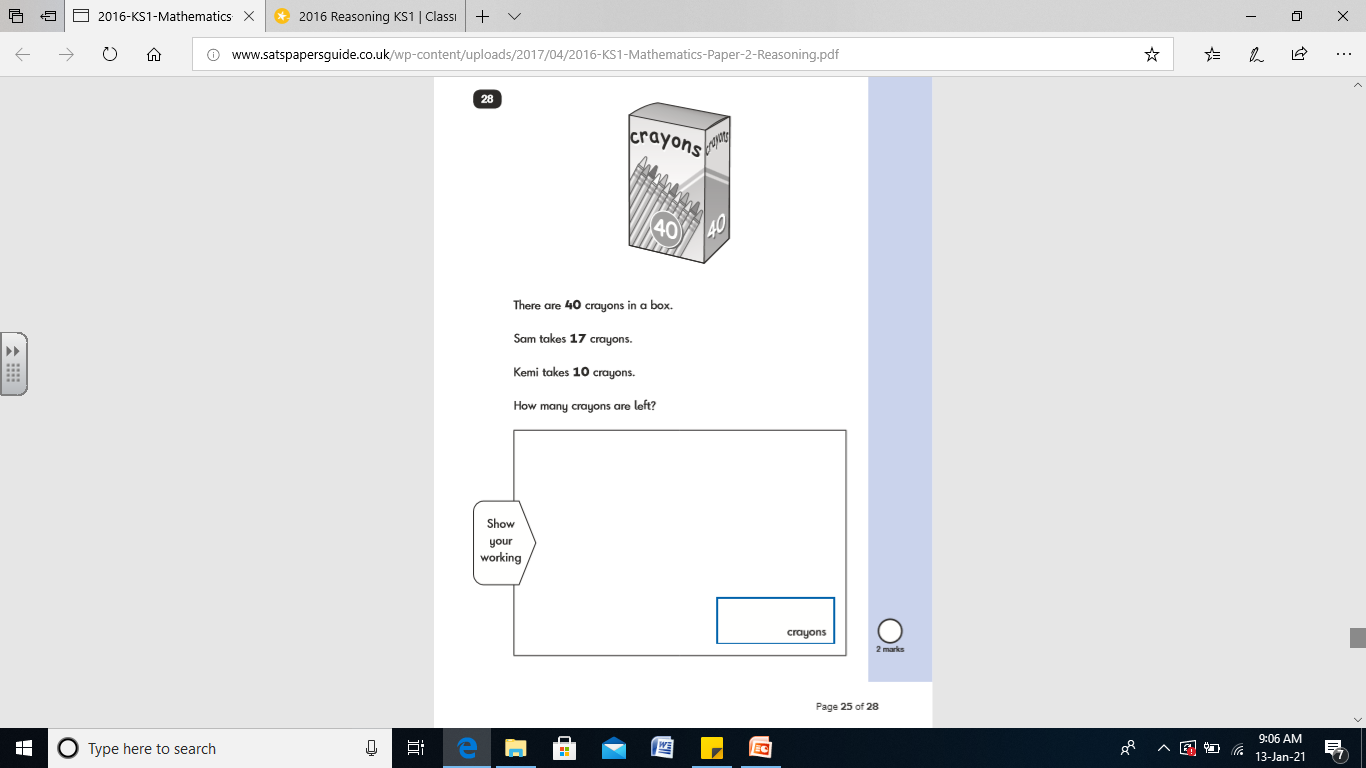 2016-KS1-Mathematics-
2016 Reasoning KS1 | Classr
www.satspapersguide.co.uk/wp-content/uploads/2017/04/2016-KS1-Mathematics-Paper-2-Reasoning.pdf
28
crayons
crayons
40
40
There are 40 crayons in a box.
Sam takes 17 crayons.
Kemi takes 10 crayons.
How many crayons are left?
Show
your
working
crayons
2 marks
Page 25 of 28
Type here to search
9:06 AM
13-Jan-21
7